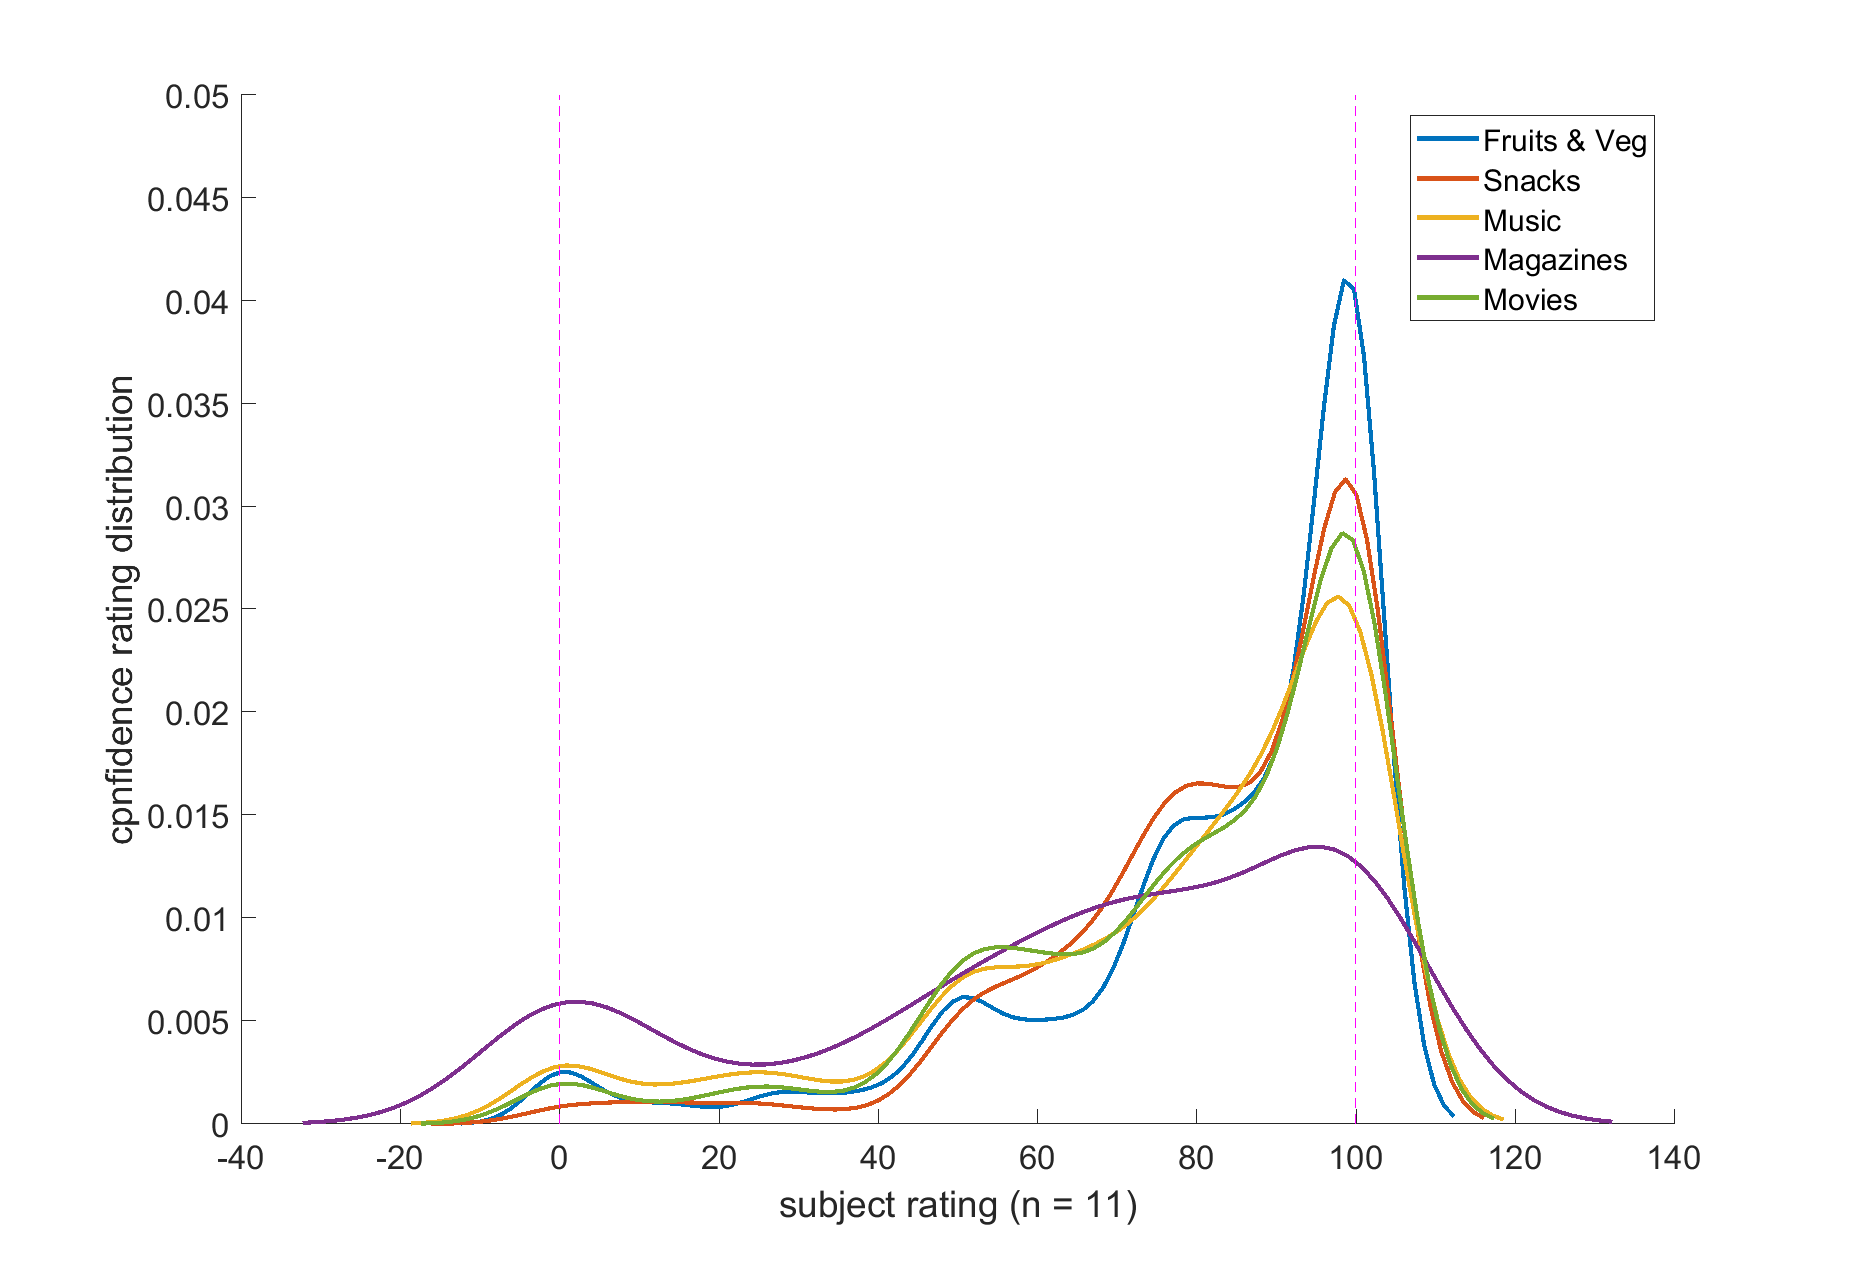 0.05
0.045
0.04
0.035
0.03
0.025
0.02
0.015
0.01
0.005
0
cpnfidence rating distribution
-40 -20 0 20 40 60 80 100 120 140
subject rating (n = 11)
Fruits & Veg
Snacks
Music
Magazines
Movies